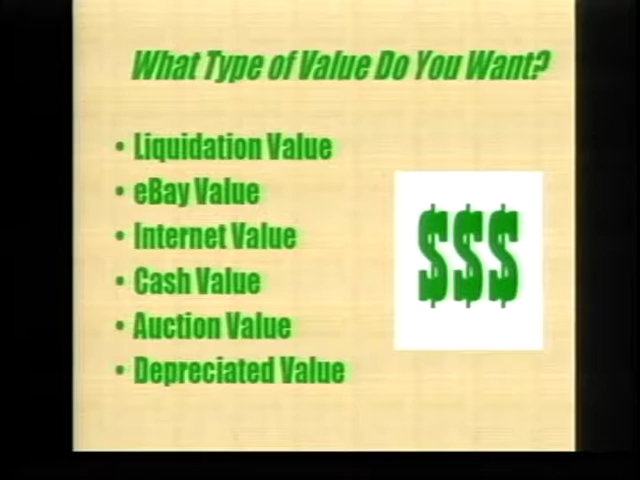 What Type of Value Do You Want?
• Liquidation Value
• eBay Value
• Internet Value
• Cash Value
• Auction Value
• Depreciated Value
$$$